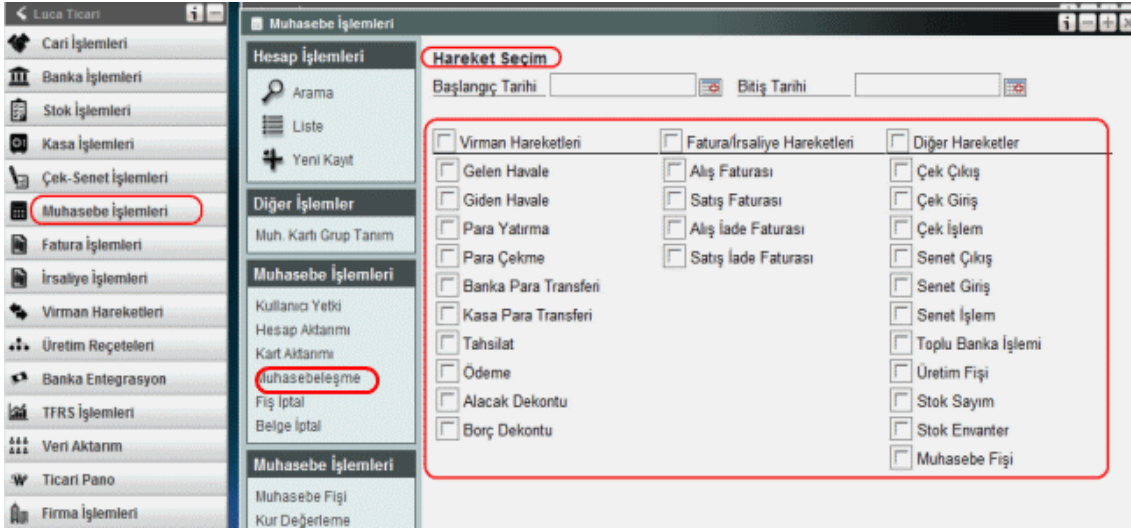 Luca Ticari
Cari İşlemleri
Banka İşlemleri
Stok İşlemleri
Kasa İşlemleri
Çek-Senet İşlemleri
Muhasebe İşlemleri
Fatura İşlemleri
İrsaliye İşlemleri
Virman Hareketleri
Üretim Reçeteleri
Banka Entegrasyon
TFRS İşlemleri
Veri Aktarım
Ticari Pano
Firma İşlemleri
Muhasebe İşlemleri
Hesap İşlemleri
Arama
Liste
Yeni Kayıt
Diğer İşlemler
Muh. Kartı Grup Tanım
Muhasebe İşlemleri
Kullanıcı Yetki
Hesap Aktarımı
Kart Aktarımı
Muhasebeleşme
Fiş İptal
Belge İptal
Muhasebe İşlemleri
Muhasebe Fişi
Kur Değerleme
Hareket Seçim
Başlangıç Tarihi Bitiş Tarihi
Virman Hareketleri
Gelen Havale
Giden Havale
Para Yatırma
Para Çekme
Banka Para Transferi
Kasa Para Transferi
Tahsilat
Ödeme
Alacak Dekontu
Borç Dekontu
Fatura/İrsaliye Hareketleri
Alış Faturası
Satış Faturası
Alış İade Faturası
Satış İade Faturası
Diğer Hareketler
Çek Çıkış
Çek Giriş
Çek İşlem
Senet Çıkış
Senet Giriş
Senet İşlem
Toplu Banka İşlemi
Üretim Fişi
Stok Sayım
Stok Envanter
Muhasebe Fişi